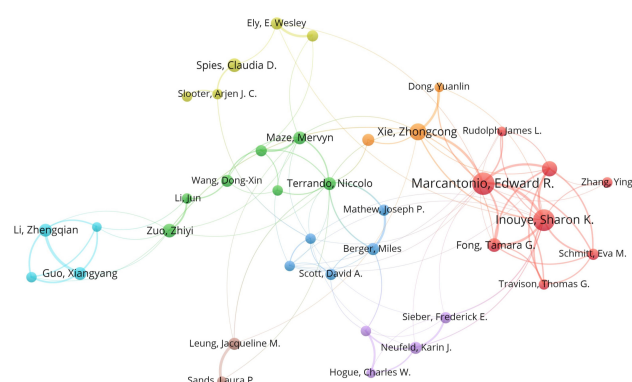 Ely, E. Wesley
Spies, Claudia D.
Slooter, Arjen J. C.
Dong, Yuanlin
Xie, Zhongcong
Rudolph, James L.
Maze, Mervyn
Wang, Dong-Xin
Terrando, Niccolo
Marcantonio, Edward R.
Zhang, Ying
Li, Jun
Mathew, Joseph P.
Inouye, Sharon K.
Li, Zhengqian
Zuo, Zhiyi
Berger, Miles
Fong, Tamara G.
Schmitt, Eva M.
Guo, Xiangyang
Scott, David A.
Travison, Thomas G.
Sieber, Frederick E.
Leung, Jacqueline M.
Neufeld, Karin J.
Hogue, Charles W.
Sands, Laura P.